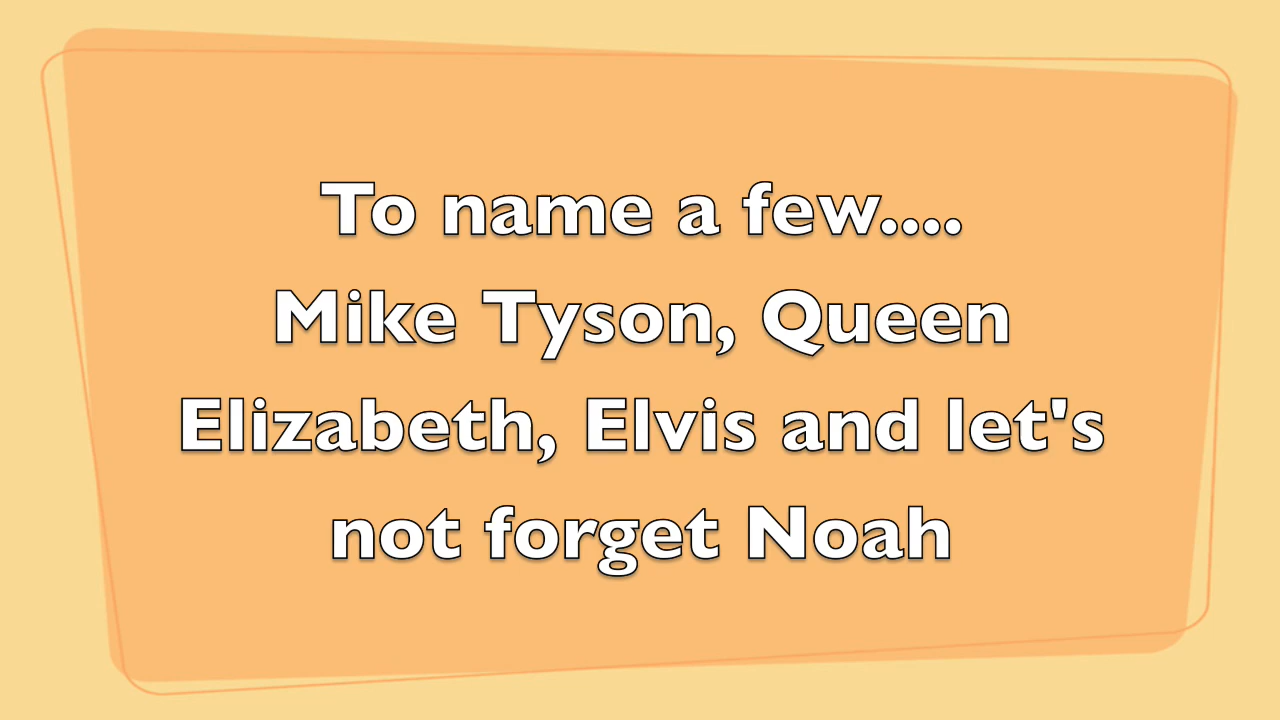 To name a few....
Mike Tyson, Queen
Elizabeth, Elvis and let's
not forget Noah